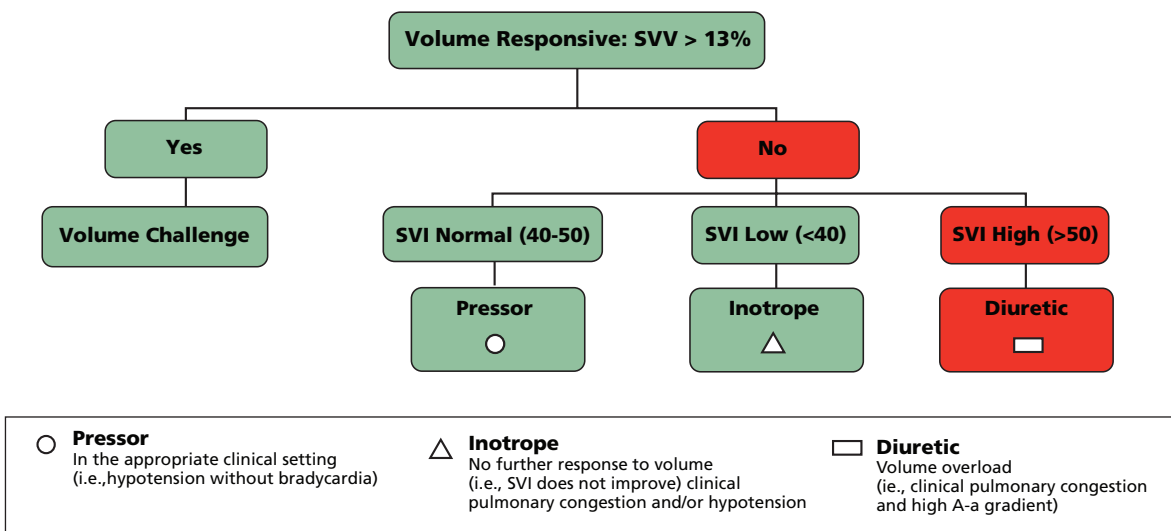 Volume Responsive: SVV > 13%
Yes
No
Volume Challenge
SVI Normal (40-50)
SVI Low (<40)
SVI High (>50)
Pressor
Inotrope
Diuretic
Pressor
In the appropriate clinical setting
(i.e.,hypotension without bradycardia)
Inotrope
No further response to volume
(i.e., SVI does not improve) clinical
pulmonary congestion and/or hypotension
Diuretic
Volume overload
(ie., clinical pulmonary congestion
and high A-a gradient)